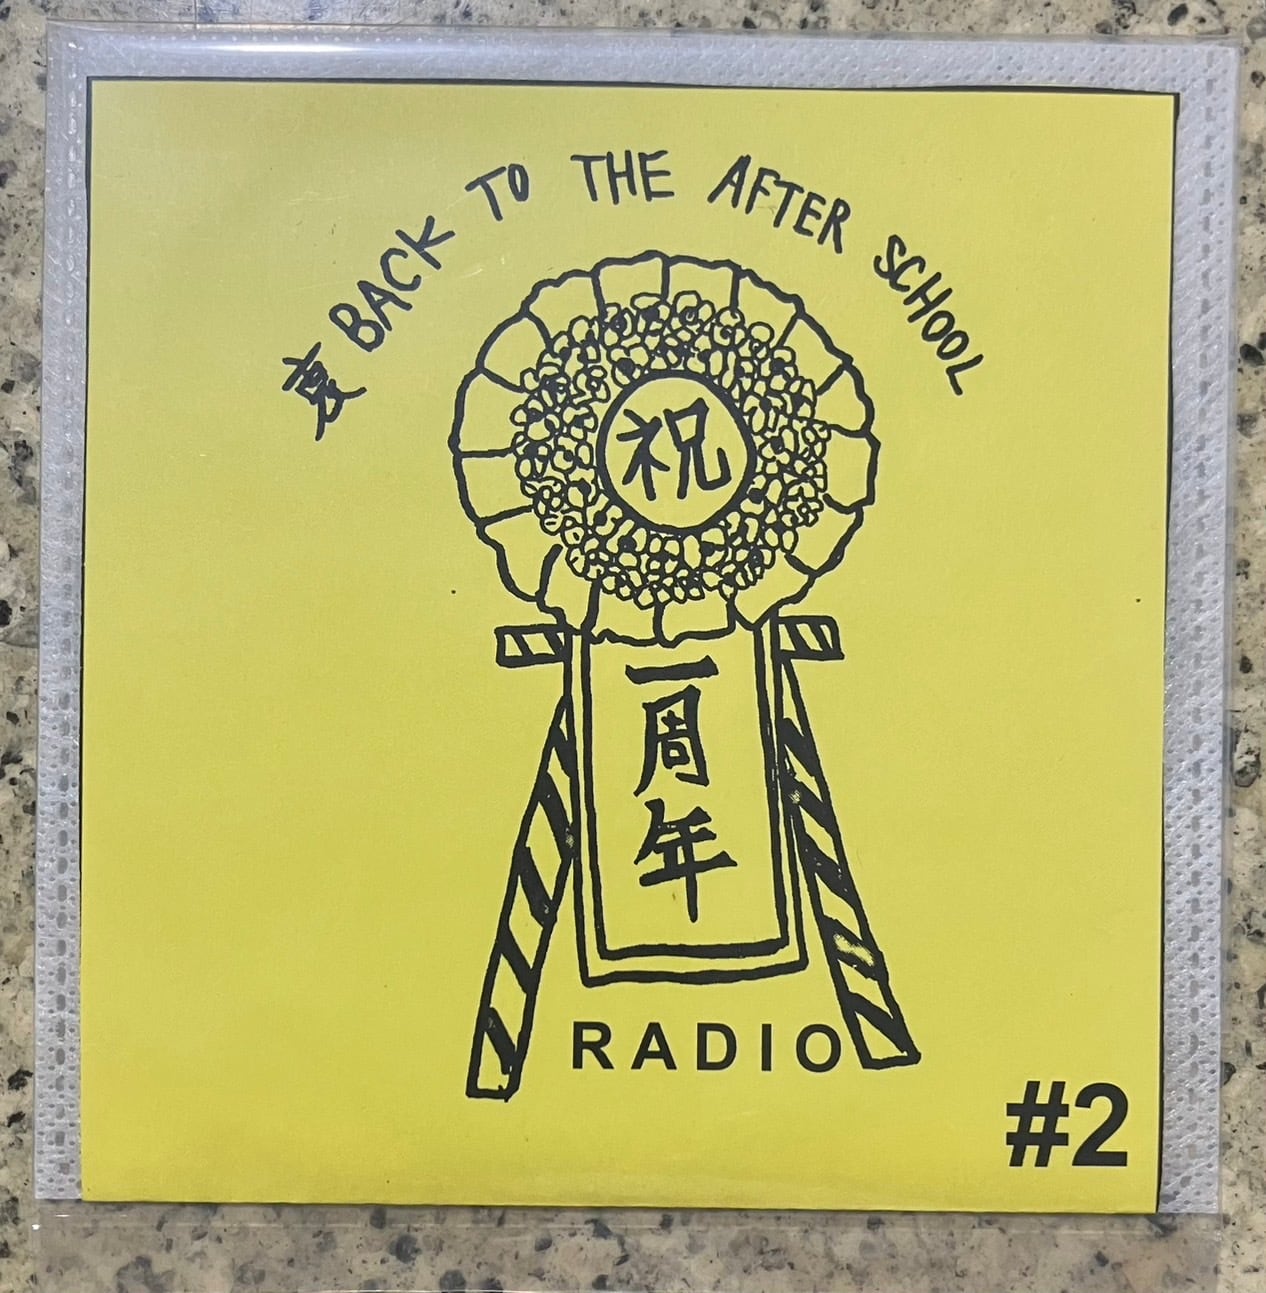 夏 BACK TO THE AFTER SCHOOL
祝
一周年
RADIO
#2